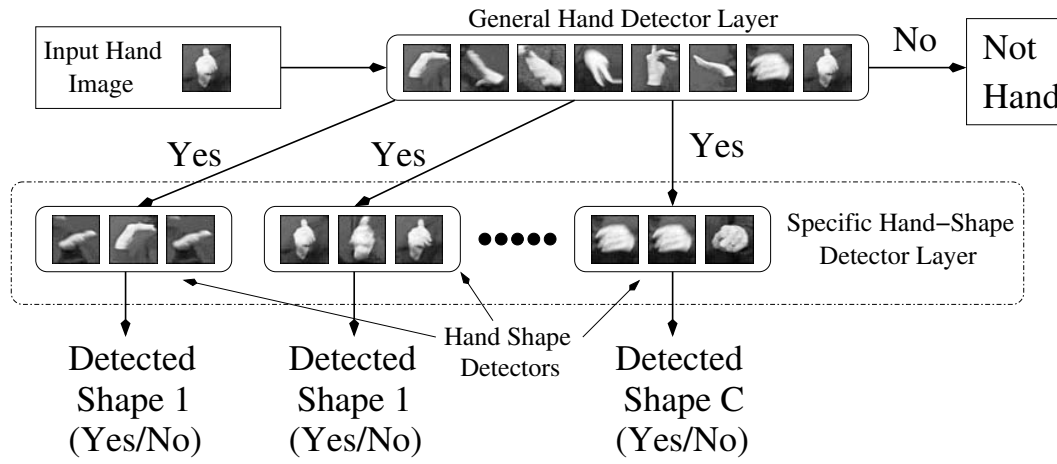 General Hand Detector Layer
Input Hand
Image
No
Not
Hand
Yes
Yes
Yes
Specific Hand−Shape
Detector Layer
Hand Shape
Detectors
Detected
Shape 1
(Yes/No)
Detected
Shape 1
(Yes/No)
Detected
Shape C
(Yes/No)